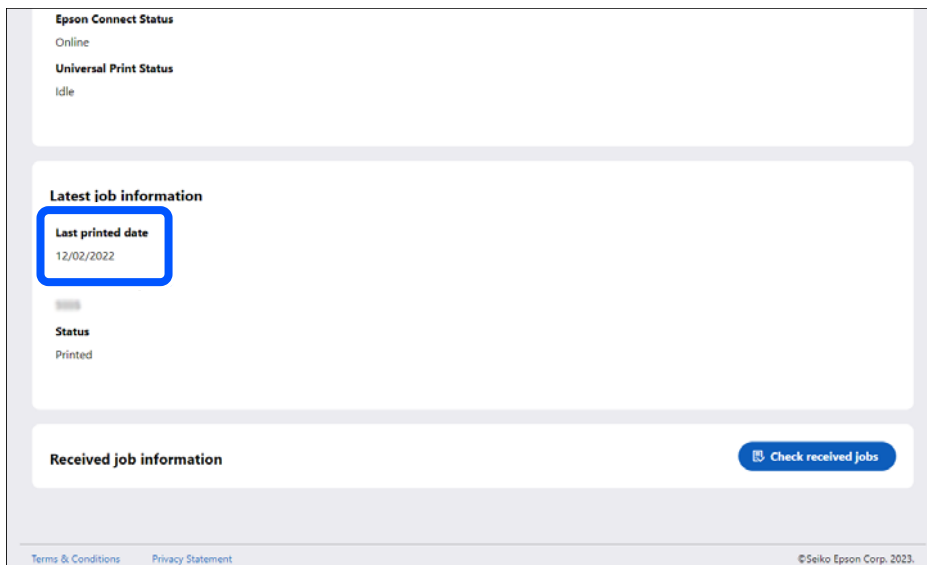 Epson Connect Status
Online
Universal Print Status
Idle
Latest job information
Last printed date
12/02/2022
Status
Printed
Received job information
Check received jobs
Terms & Conditions Privacy Statement ©Seiko Epson Corp. 2023.